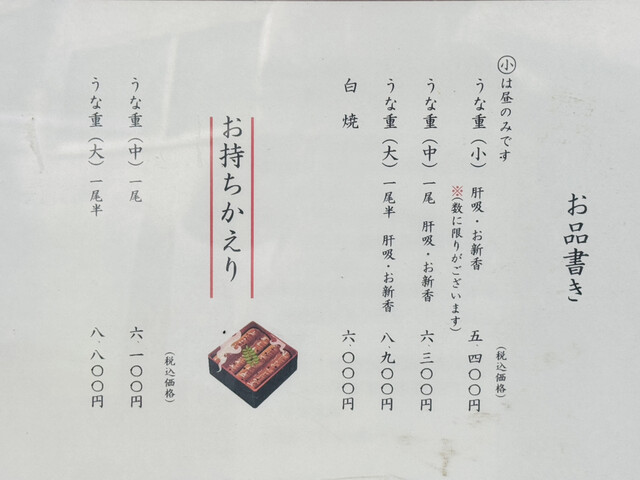 お品書き
㊂は昼のみです
（税込価格）
うな重（小） 肝吸・お新香 五.四〇〇円
※（数に限りがございます）
うな重（中）一尾 肝吸・お新香 六.三〇〇円
うな重（大）一尾半 肝吸・お新香 八.九〇〇円
白焼 六.〇〇〇円
お持ちかえり
（税込価格）
うな重（中）一尾 六.一〇〇円
うな重（大）一尾半 八.八〇〇円